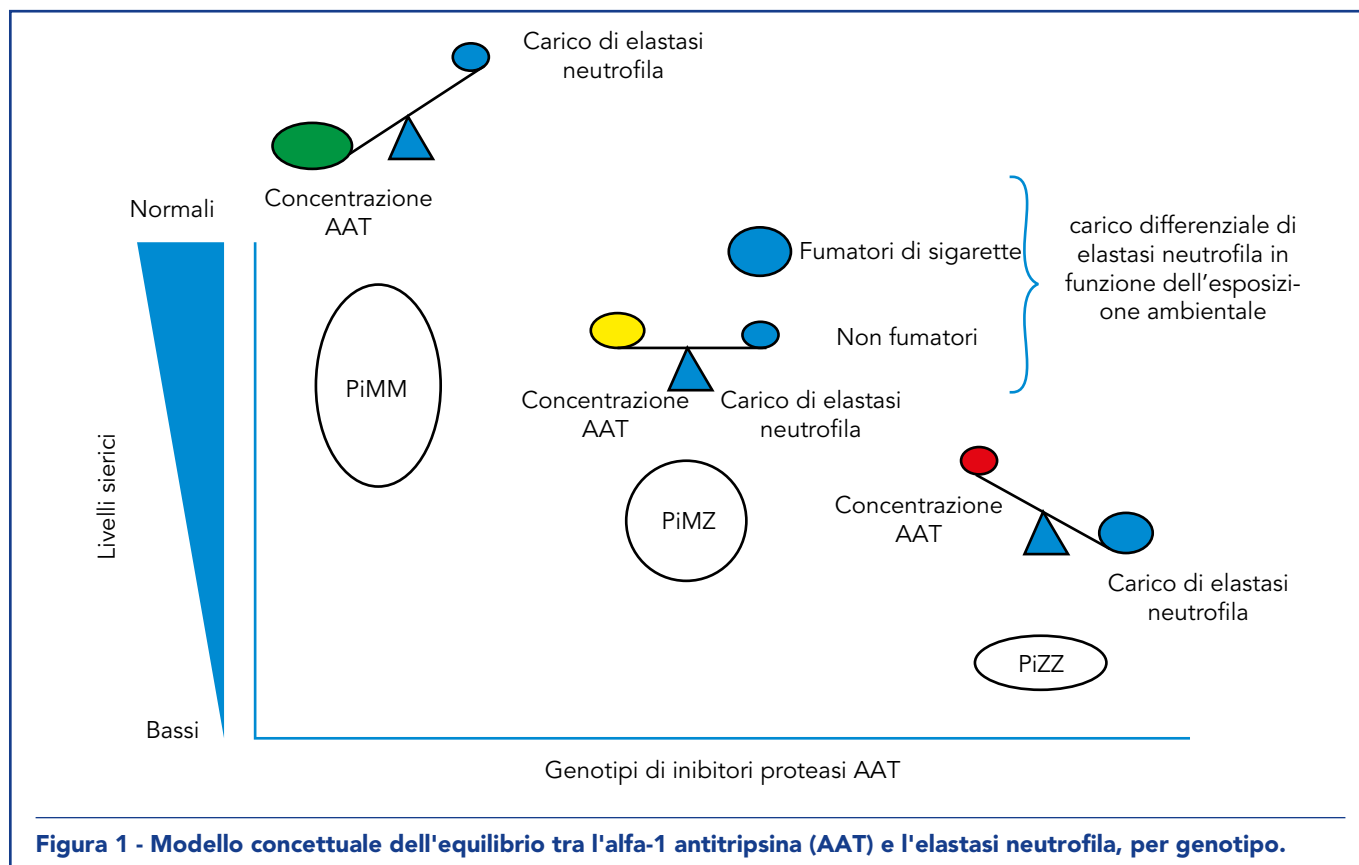 Carico di elastasi
neutrofila
Concentrazione
AAT
Normali
Fumatori di sigarette
carico differenziale di
elastasi neutrofila in
funzione dell'esposizi-
one ambientale
Non fumatori
PiMM
Concentrazione
AAT
Carico di elastasi
neutrofila
Livelli sierici
PiMZ
Concentrazione
AAT
Carico di elastasi
neutrofila
PiZZ
Bassi
Genotipi di inibitori proteasi AAT
Figura 1 - Modello concettuale dell'equilibrio tra l'alfa-1 antitripsina (AAT) e l'elastasi neutrofila, per genotipo.